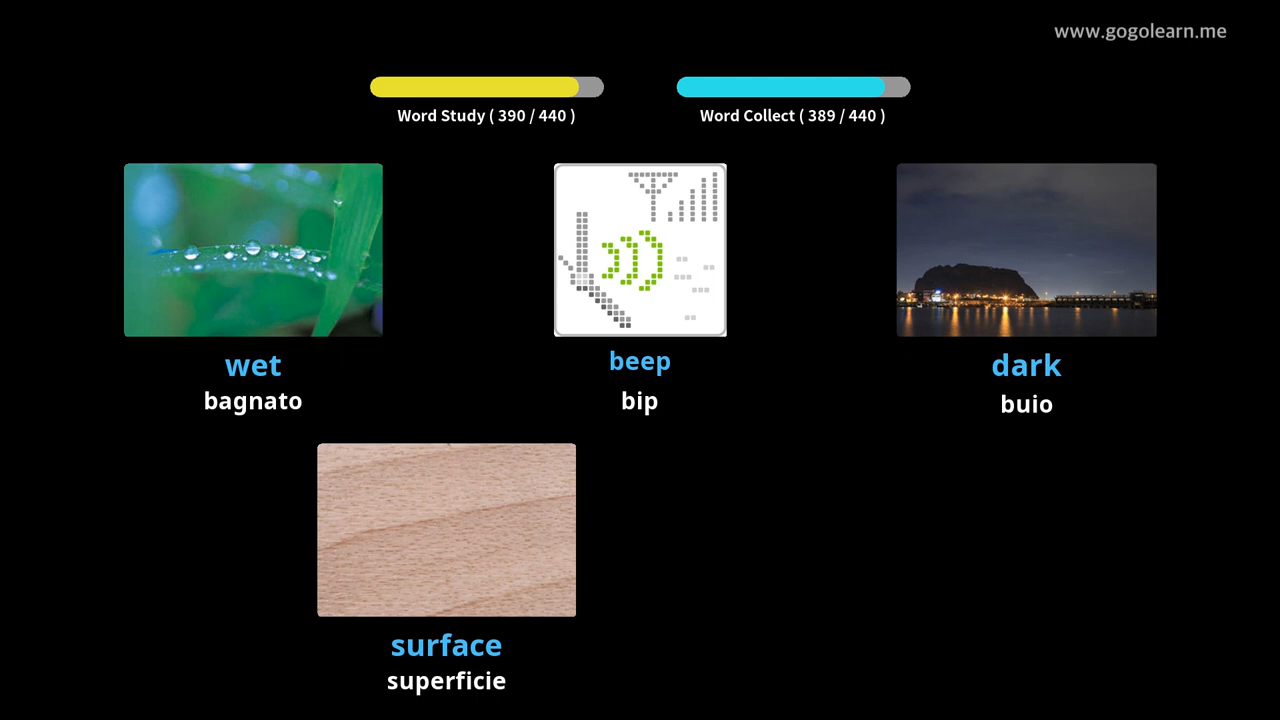 www.gogolearn.me
Word Study ( 390 / 440 )
Word Collect ( 389 / 440 )
wet
bagnato
beep
bip
dark
buio
surface
superficie